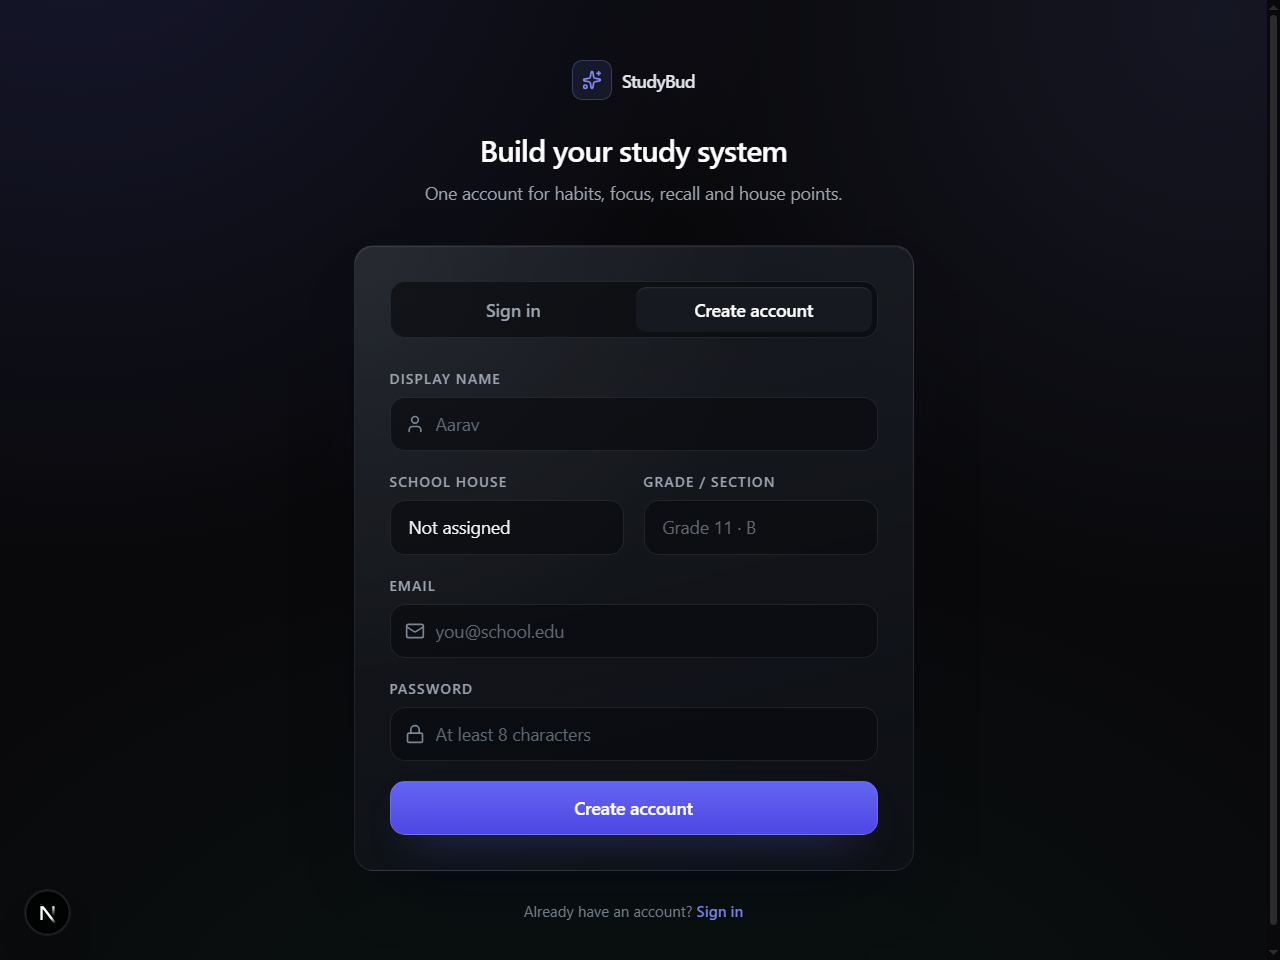 StudyBud
Build your study system
One account for habits, focus, recall and house points.
Sign in
Create account
DISPLAY NAME
Aarav
SCHOOL HOUSE
GRADE / SECTION
Not assigned
Grade 11 · B
EMAIL
you@school.edu
PASSWORD
At least 8 characters
Create account
Already have an account? Sign in
N